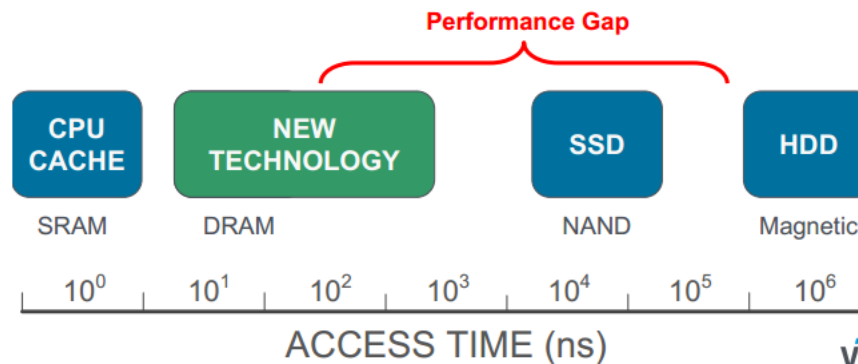 Performance Gap
CPU CACHE
NEW TECHNOLOGY
SSD
HDD
SRAM
DRAM
NAND
Magnetic
10⁰ 10¹ 10² 10³ 10⁴ 10⁵ 10⁶
ACCESS TIME (ns)